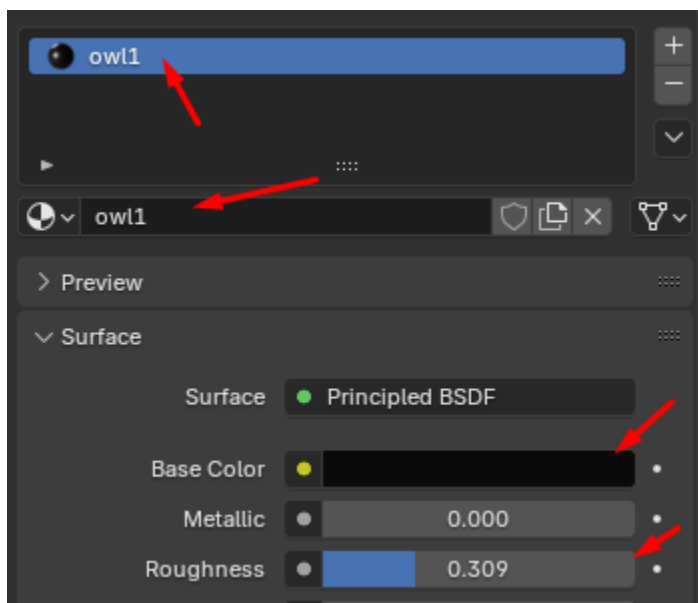 owl1
owl1
Preview
Surface
Surface Principled BSDF
Base Color
Metallic 0.000
Roughness 0.309